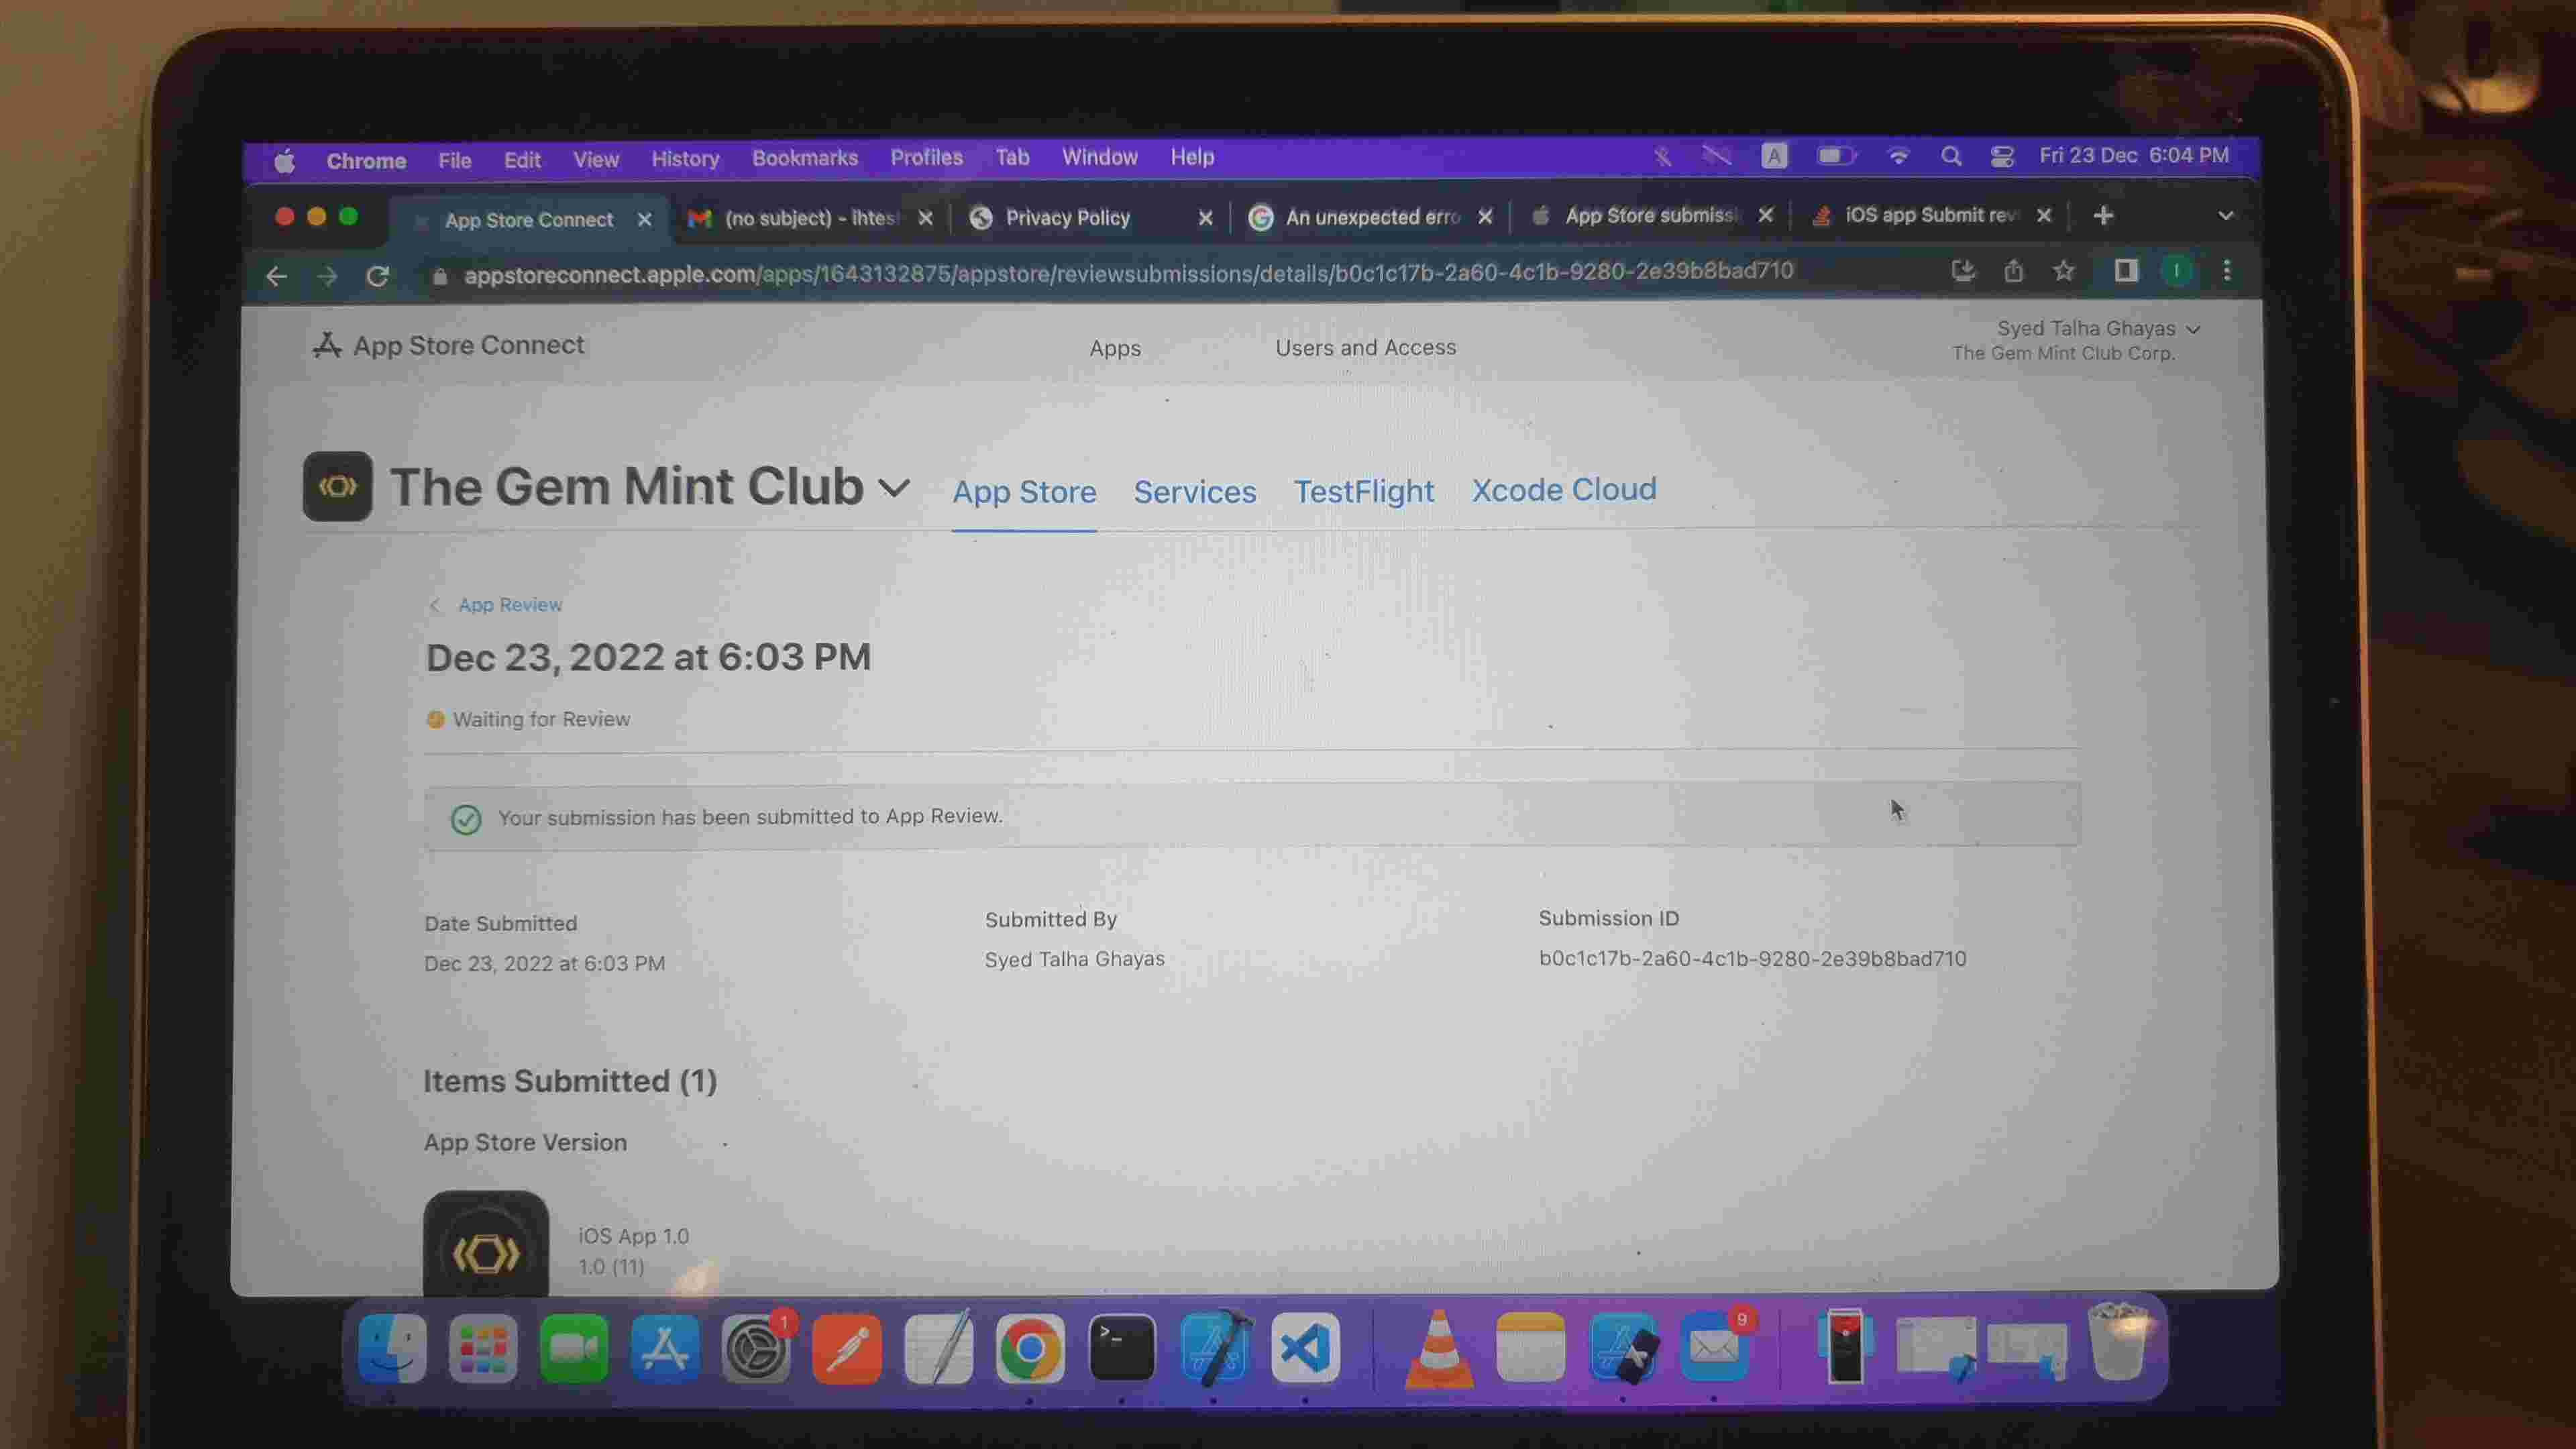 Chrome File Edit View History Bookmarks Profiles Tab Window Help A Fri 23 Dec 6:04 PM
App Store Connect (no subject) - ihtes Privacy Policy An unexpected erro App Store submiss iOS app Submit rev
appstoreconnect.apple.com/apps/1643132875/appstore/reviewsubmissions/details/b0c1c17b-2a60-4c1b-9280-2e39b8bad710 I
App Store Connect Apps Users and Access Syed Talha Ghayas
The Gem Mint Club Corp.
The Gem Mint Club App Store Services TestFlight Xcode Cloud
App Review
Dec 23, 2022 at 6:03 PM
Waiting for Review
Your submission has been submitted to App Review.
Date Submitted Submitted By Submission ID
Dec 23, 2022 at 6:03 PM Syed Talha Ghayas b0c1c17b-2a60-4c1b-9280-2e39b8bad710
Items Submitted (1)
App Store Version
iOS App 1.0
1.0 (11)
1 9